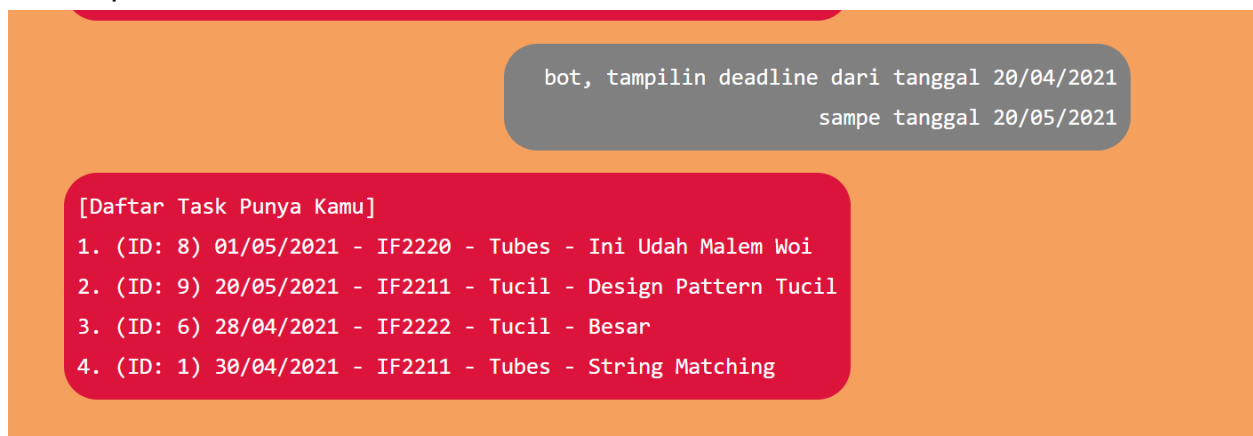 bot, tampilin deadline dari tanggal 20/04/2021
sampe tanggal 20/05/2021
[Daftar Task Punya Kamu]
1. (ID: 8) 01/05/2021 - IF2220 - Tubes - Ini Udah Malem Woi
2. (ID: 9) 20/05/2021 - IF2211 - Tucil - Design Pattern Tucil
3. (ID: 6) 28/04/2021 - IF2222 - Tucil - Besar
4. (ID: 1) 30/04/2021 - IF2211 - Tubes - String Matching